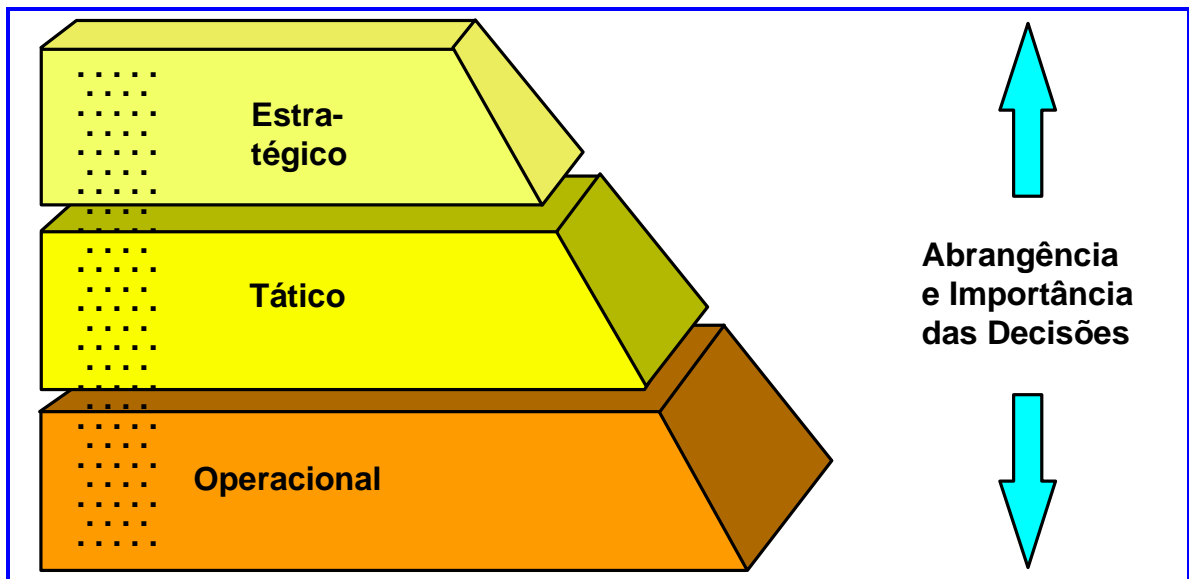 Estra-
tégico
Tático
Operacional
Abrangência
e Importância
das Decisões